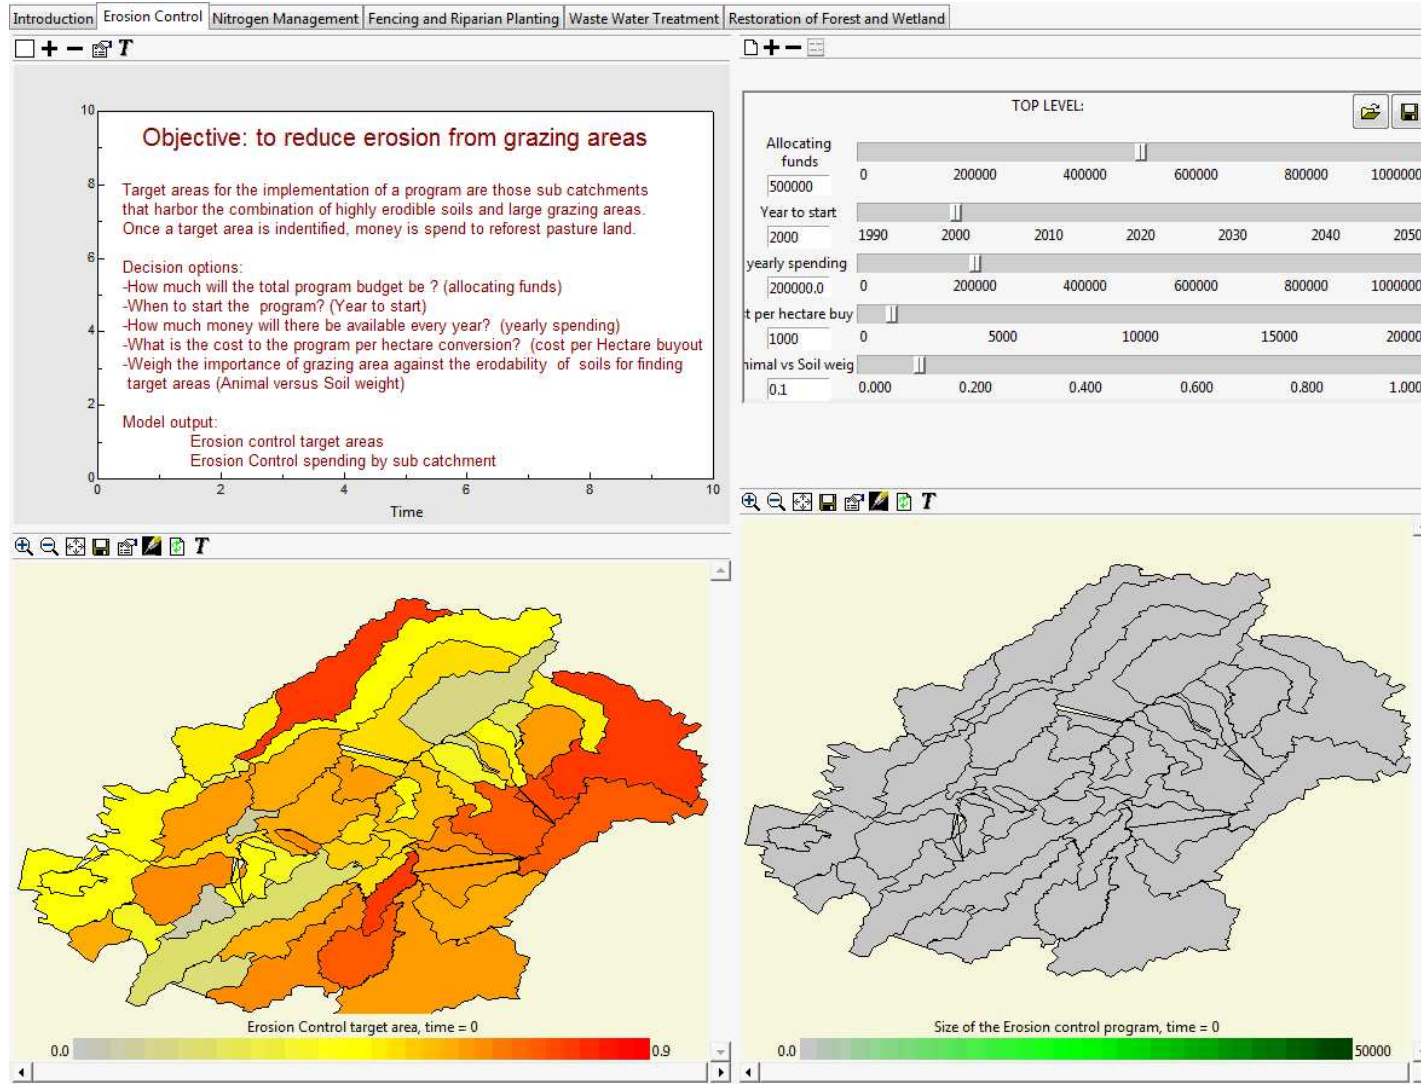 Introduction Erosion Control Nitrogen Management Fencing and Riparian Planting Waste Water Treatment Restoration of Forest and Wetland
T
10
8
6
4
2
0
Objective: to reduce erosion from grazing areas
Target areas for the implementation of a program are those sub catchments
that harbor the combination of highly erodible soils and large grazing areas.
Once a target area is indentified, money is spend to reforest pasture land.
Decision options:
-How much will the total program budget be ? (allocating funds)
-When to start the program? (Year to start)
-How much money will there be available every year? (yearly spending)
-What is the cost to the program per hectare conversion? (cost per Hectare buyout
-Weigh the importance of grazing area against the erodability of soils for finding
target areas (Animal versus Soil weight)
Model output:
Erosion control target areas
Erosion Control spending by sub catchment
0 2 4 6 8 10
Time
TOP LEVEL:
Allocating
funds
500000
0 200000 400000 600000 800000 1000000
Year to start
2000
1990 2000 2010 2020 2030 2040 2050
yearly spending
200000.0
0 200000 400000 600000 800000 1000000
t per hectare buy
1000
0 5000 10000 15000 20000
nimal vs Soil weig
0.1
0.000 0.200 0.400 0.600 0.800 1.000
T
Erosion Control target area, time = 0
0.0 0.9
T
Size of the Erosion control program, time = 0
0.0 50000